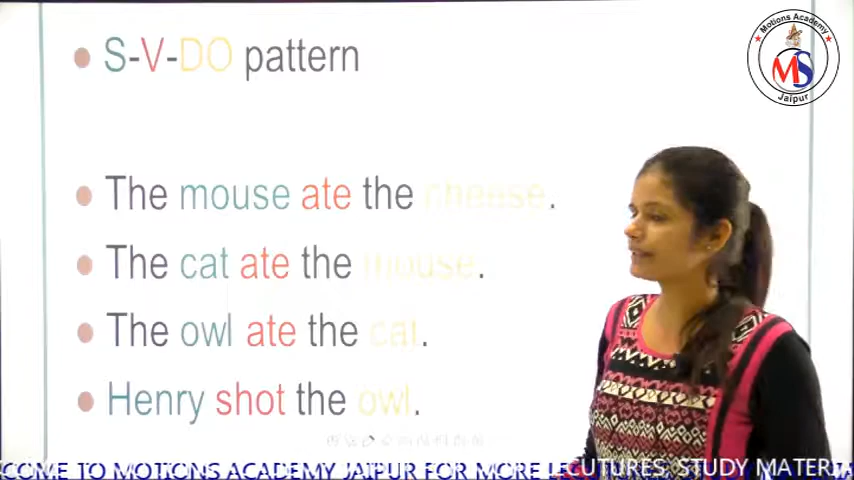 S-V-DO pattern
Motions Academy
MS
Jaipur
The mouse ate the cheese.
The cat ate the mouse.
The owl ate the cat.
Henry shot the owl.
COME TO MOTIONS ACADEMY JAIPUR FOR MORE LECUTURES, STUDY MATERIA